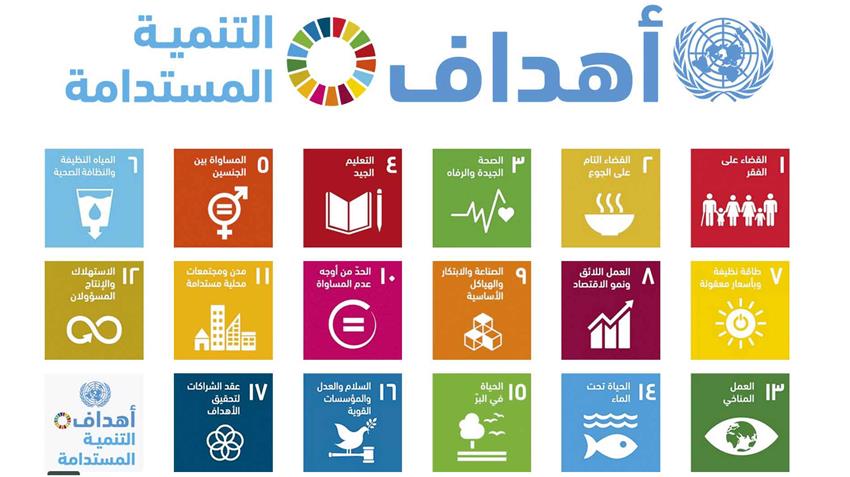 أهداف
التنمية
المستدامة
١
القضاء على
الفقر
٢
القضاء التام
على الجوع
٣
الصحة
الجيدة والرفاه
٤
التعليم
الجيد
٥
المساواة بين
الجنسين
٦
المياه النظيفة
والنظافة الصحية
٧
طاقة نظيفة
وبأسعار معقولة
٨
العمل اللائق
ونمو الاقتصاد
٩
الصناعة والابتكار
والهياكل
الأساسية
١٠
الحدّ من أوجه
عدم المساواة
١١
مدن ومجتمعات
محلية مستدامة
١٢
الاستهلاك
والإنتاج
المسؤولان
١٣
العمل
المناخي
١٤
الحياة تحت
الماء
١٥
الحياة
في البرّ
١٦
السلام والعدل
والمؤسسات
القوية
١٧
عقد الشراكات
لتحقيق
الأهداف
أهداف
التنمية
المستدامة